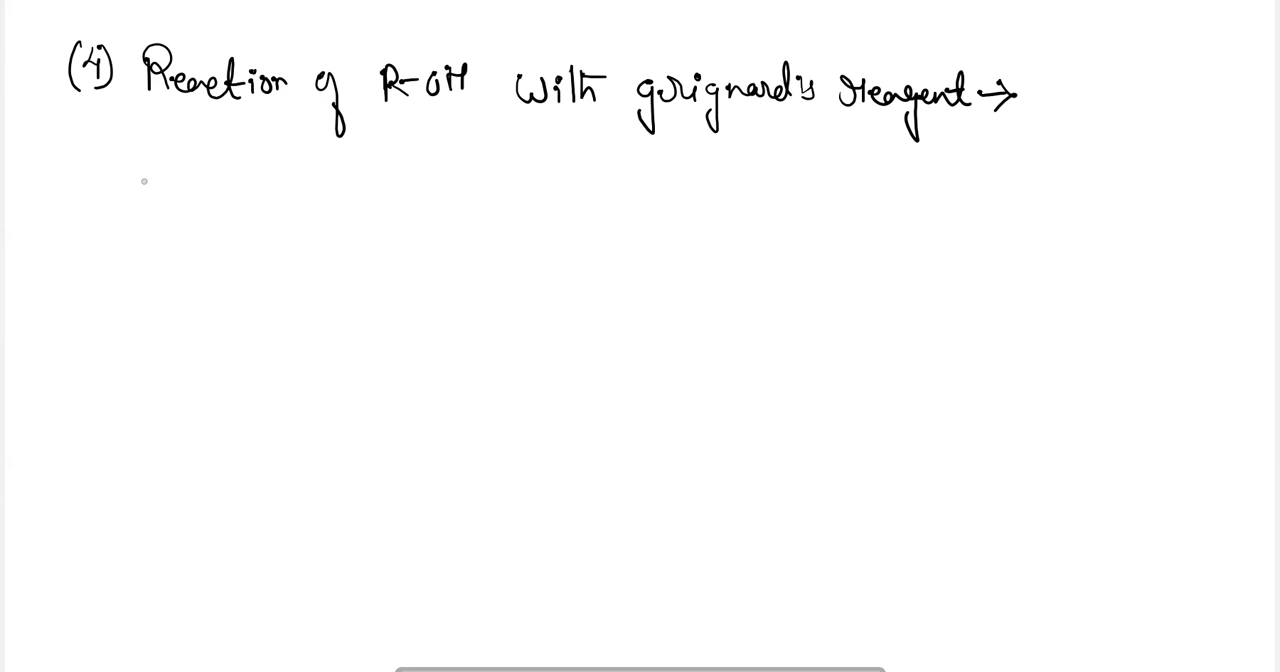 (4) Reaction of R-OH with grignard's reagent →